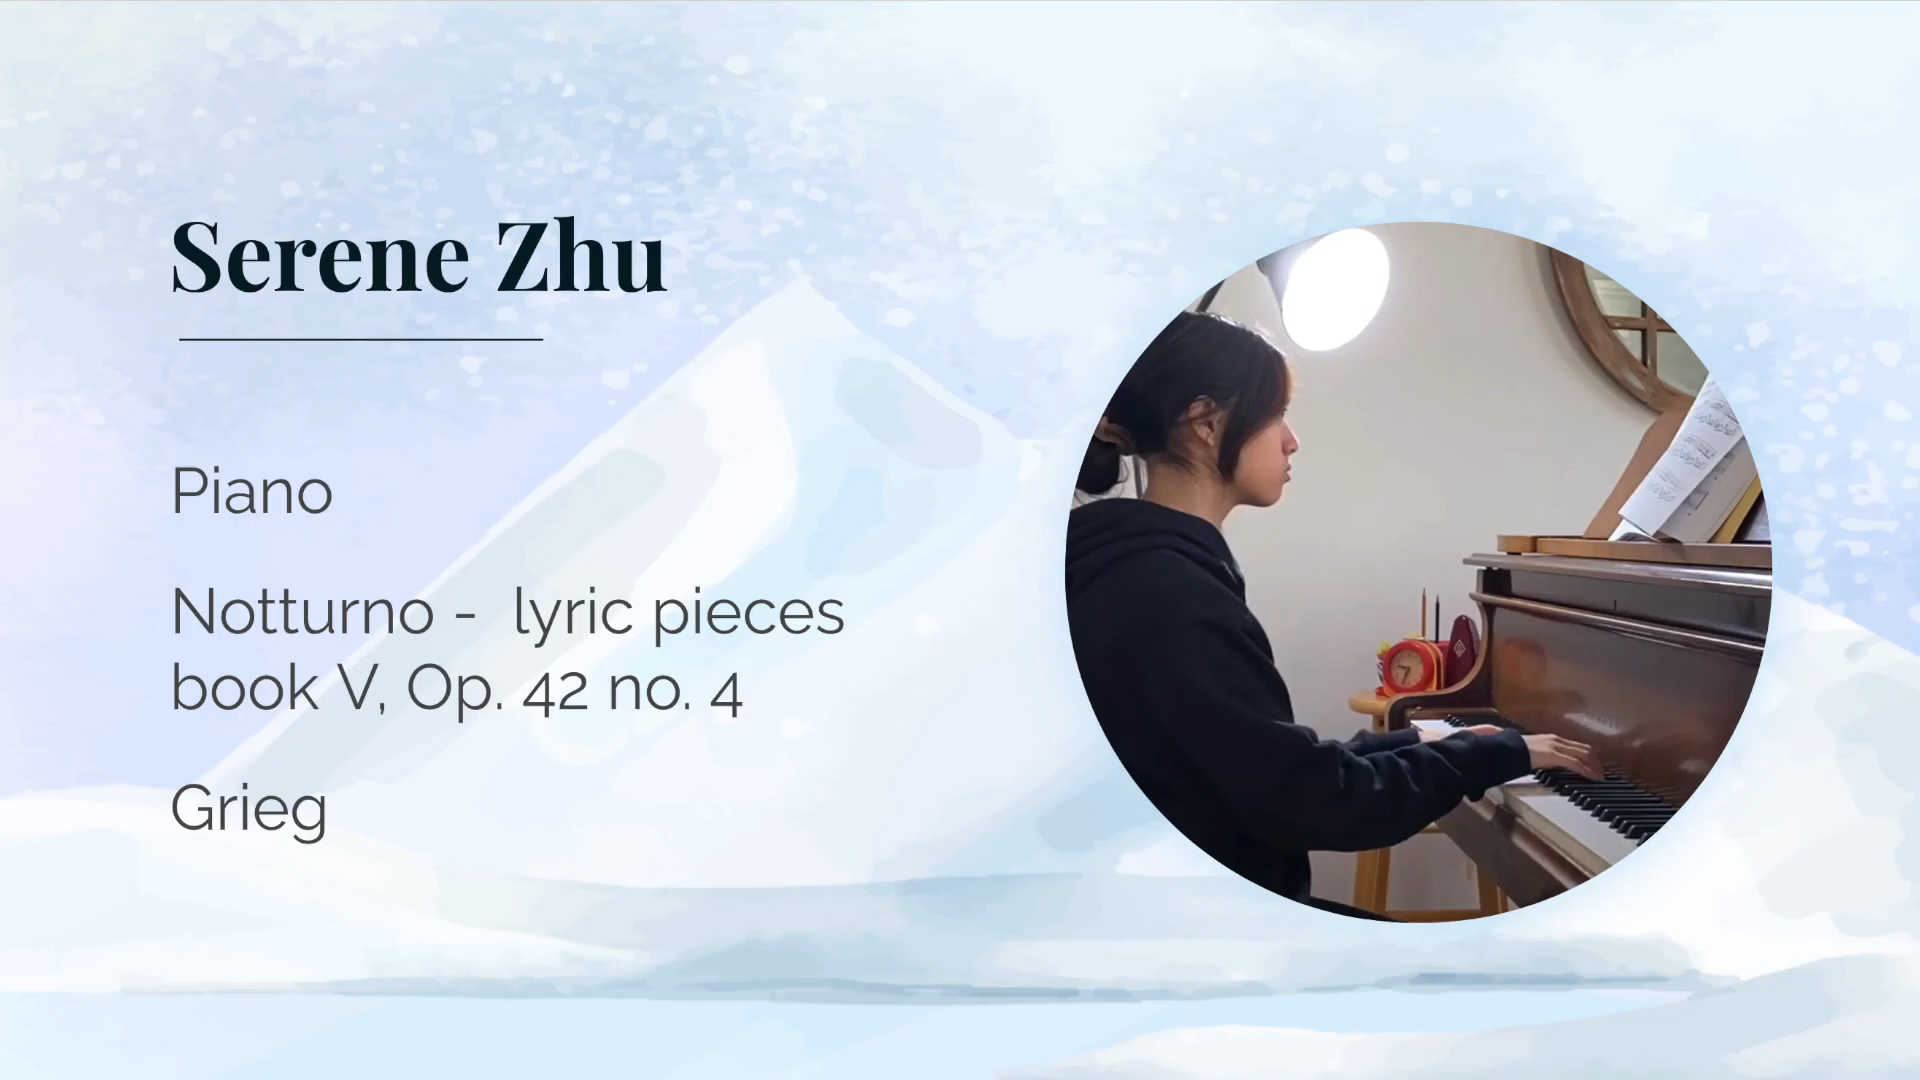 Serene Zhu
Piano
Notturno - lyric pieces
book V, Op. 42 no. 4
Grieg